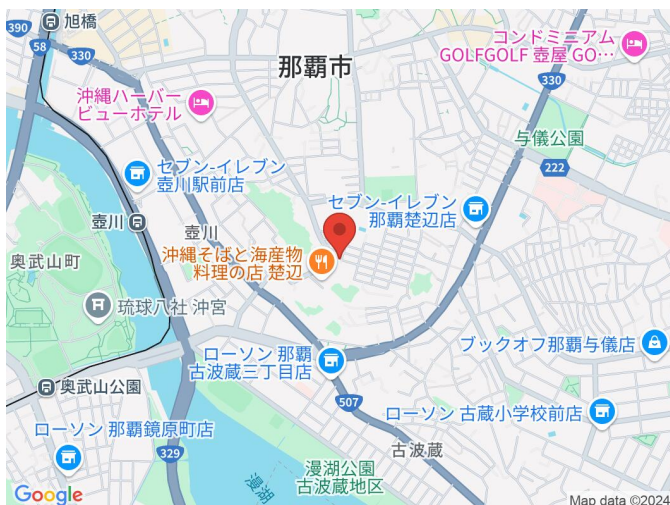 390
旭橋
58
330
那覇市
コンドミニアム
GOLFGOLF 壺屋 GO…
沖縄ハーバー
ビューホテル
330
与儀公園
セブン-イレブン
壺川駅前店
222
セブン-イレブン
那覇楚辺店
壺川
壺川
奥武山町
沖縄そばと海産物
料理の店 楚辺
琉球八社 沖宮
ローソン 那覇
古波蔵三丁目店
ブックオフ那覇与儀店
奥武山公園
507
ローソン 古蔵小学校前店
ローソン 那覇鏡原町店
329
古波蔵
漫湖公園
古波蔵地区
漫湖
Google
Map data ©2024